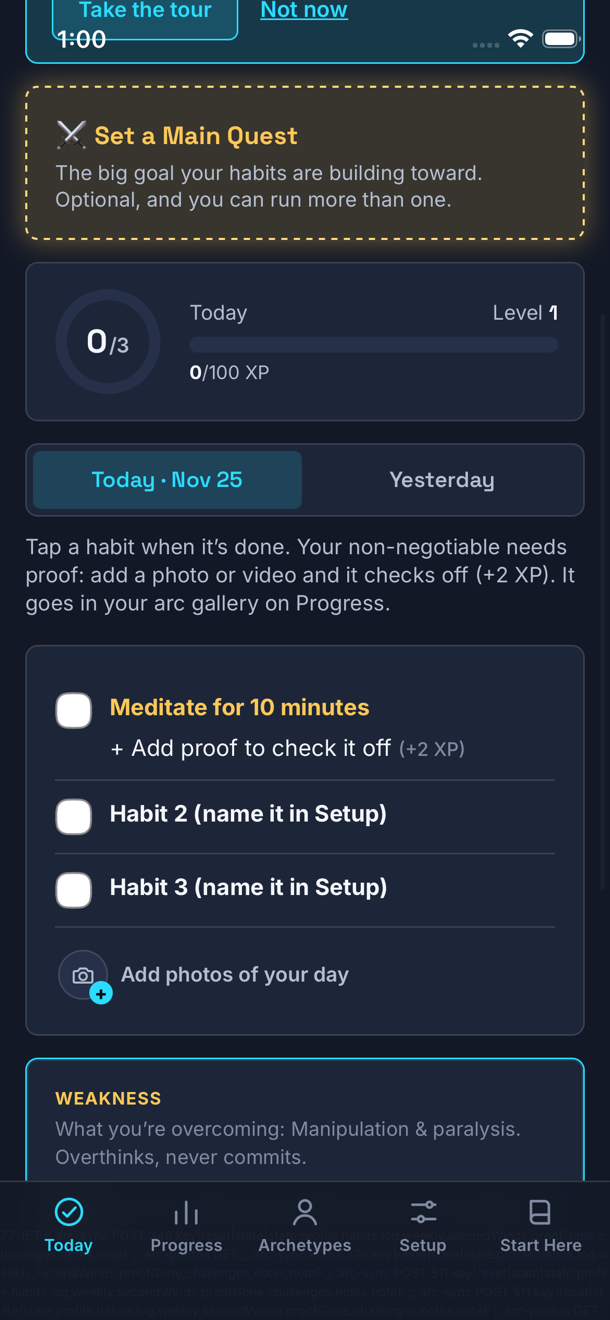 Take the tour
Not now
1:00
⚔️ Set a Main Quest
The big goal your habits are building toward.
Optional, and you can run more than one.
0/3
Today
Level 1
0/100 XP
Today · Nov 25
Yesterday
Tap a habit when it’s done. Your non-negotiable needs
proof: add a photo or video and it checks off (+2 XP). It
goes in your arc gallery on Progress.
Meditate for 10 minutes
+ Add proof to check it off (+2 XP)
Habit 2 (name it in Setup)
Habit 3 (name it in Setup)
Add photos of your day
WEAKNESS
What you’re overcoming: Manipulation & paralysis.
Overthinks, never commits.
Today
Progress
Archetypes
Setup
Start Here